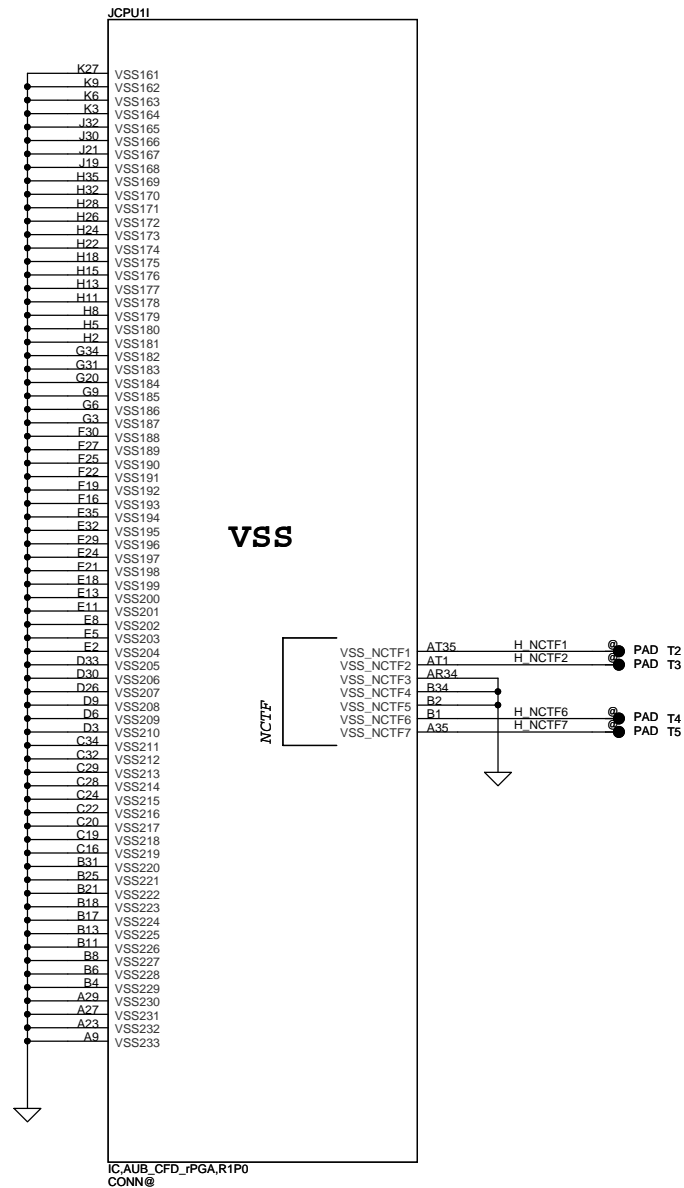 JCPU1I
K27 VSS161
K9 VSS162
K6 VSS163
K3 VSS164
J32 VSS165
J30 VSS166
J21 VSS167
J19 VSS168
H35 VSS169
H32 VSS170
H28 VSS171
H26 VSS172
H24 VSS173
H22 VSS174
H18 VSS175
H15 VSS176
H13 VSS177
H11 VSS178
H8 VSS179
H5 VSS180
H2 VSS181
G34 VSS182
G31 VSS183
G20 VSS184
G9 VSS185
G6 VSS186
G3 VSS187
F30 VSS188
F27 VSS189
F25 VSS190
F22 VSS191
F19 VSS192
F16 VSS193
E35 VSS194
E32 VSS195
E29 VSS196
E24 VSS197
E21 VSS198
E18 VSS199
E13 VSS200
E11 VSS201
E8 VSS202
E5 VSS203
E2 VSS204
D33 VSS205
D30 VSS206
D26 VSS207
D9 VSS208
D6 VSS209
D3 VSS210
C34 VSS211
C32 VSS212
C29 VSS213
C28 VSS214
C24 VSS215
C22 VSS216
C20 VSS217
C19 VSS218
C16 VSS219
B31 VSS220
B25 VSS221
B21 VSS222
B18 VSS223
B17 VSS224
B13 VSS225
B11 VSS226
B8 VSS227
B6 VSS228
B4 VSS229
A29 VSS230
A27 VSS231
A23 VSS232
A9 VSS233
VSS
NCTF
VSS_NCTF1 AT35 H_NCTF1 @ PAD T2
VSS_NCTF2 AT1 H_NCTF2 PAD T3
VSS_NCTF3 AR34
VSS_NCTF4 B34
VSS_NCTF5 B2
VSS_NCTF6 B1 H_NCTF6 @ PAD T4
VSS_NCTF7 A35 H_NCTF7 @ PAD T5
IC,AUB_CFD_rPGA,R1P0
CONN@